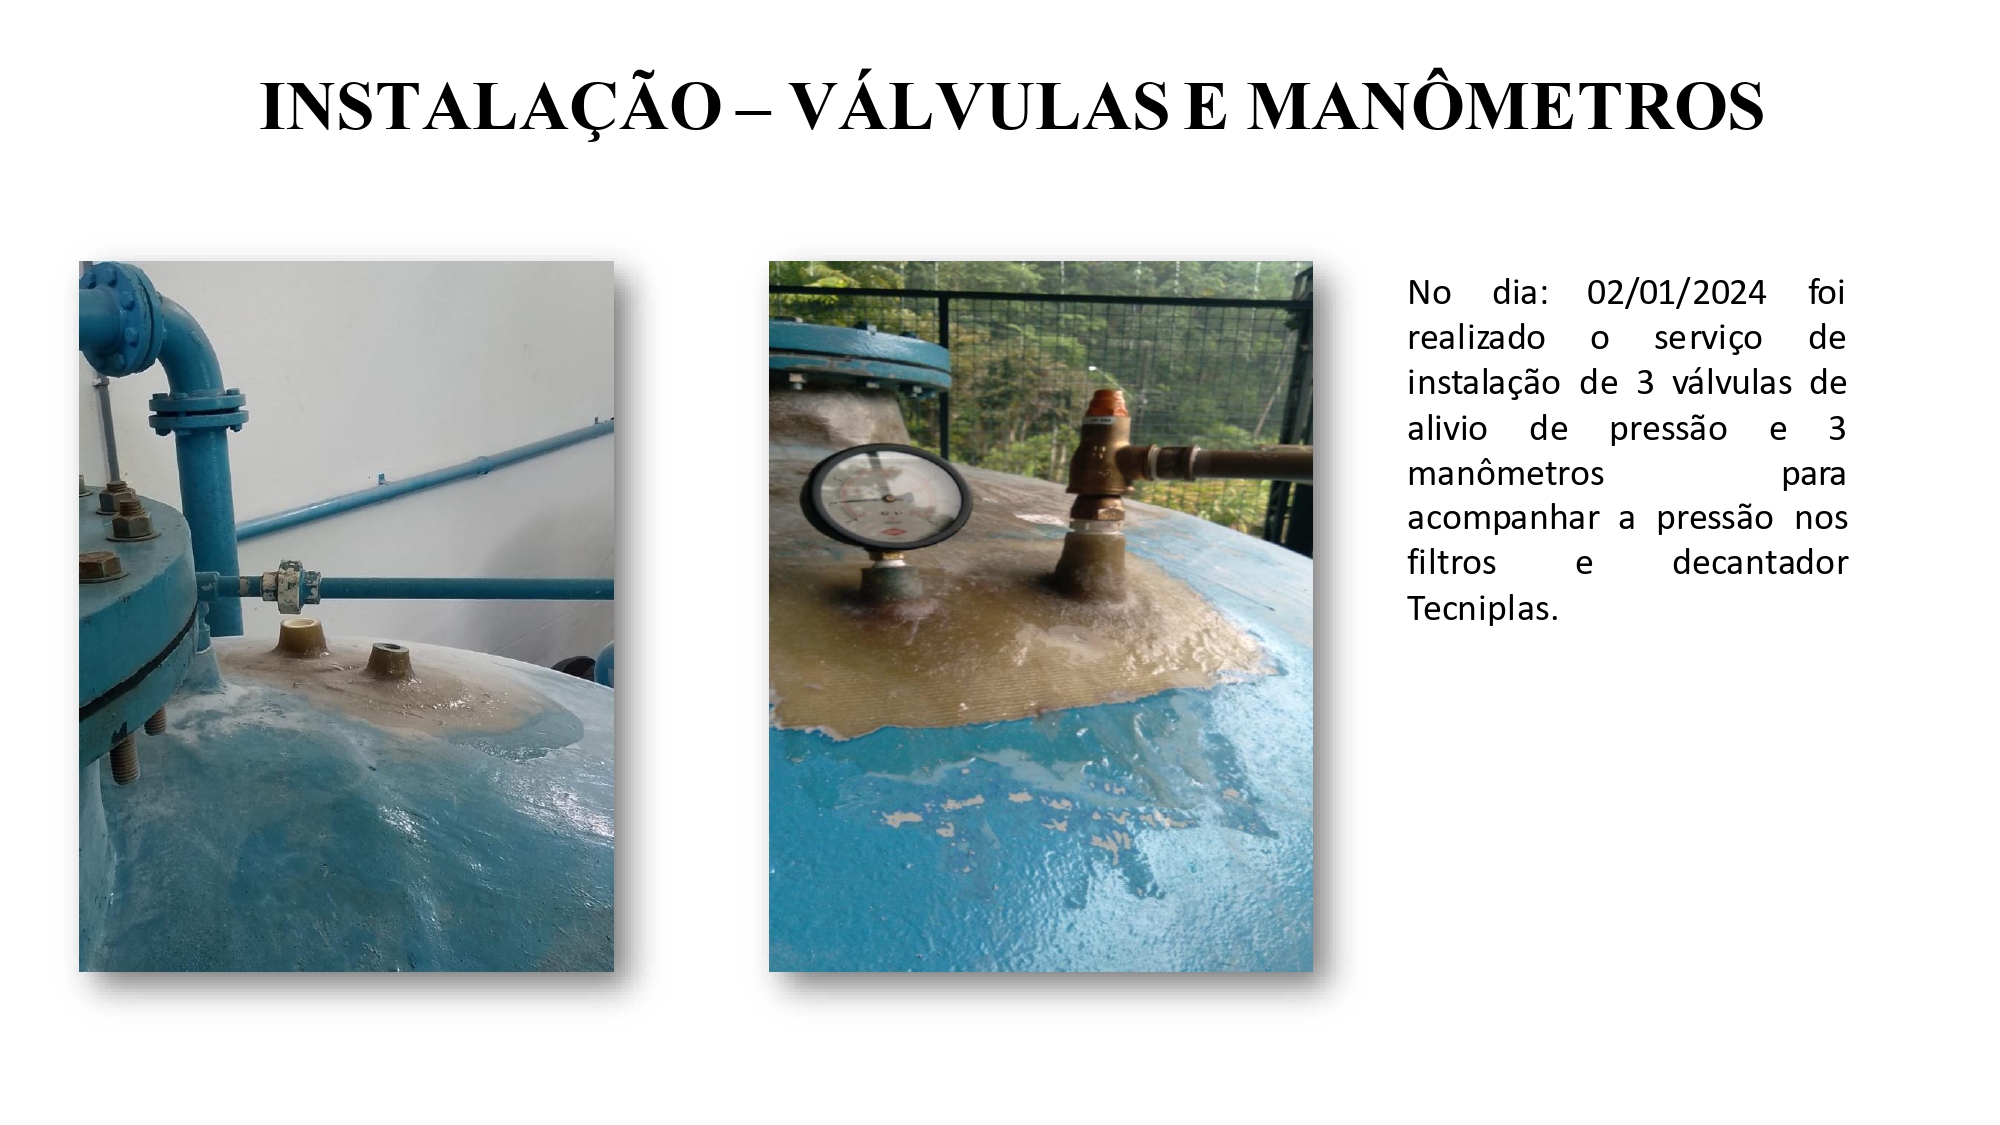 INSTALAÇÃO – VÁLVULAS E MANÔMETROS
No dia: 02/01/2024 foi
realizado o serviço de
instalação de 3 válvulas de
alivio de pressão e 3
manômetros para
acompanhar a pressão nos
filtros e decantador
Tecniplas.